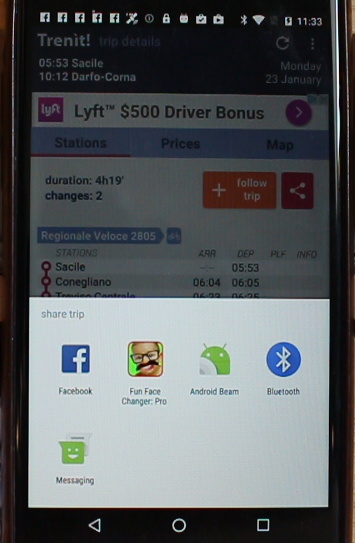 11:33
Trenìt! trip details
05:53 Sacile Monday
10:12 Darfo-Corna 23 January
lyft Lyft™ $500 Driver Bonus
Stations Prices Map
duration: 4h19'
changes: 2
+ follow trip
Regionale Veloce 2805
STATIONS ARR DEP PLF INFO
Sacile --:-- 05:53
Conegliano 06:04 06:05
Treviso Centrale 06:23 06:25
share trip
Facebook
Fun Face
Changer: Pro
Android Beam
Bluetooth
Messaging